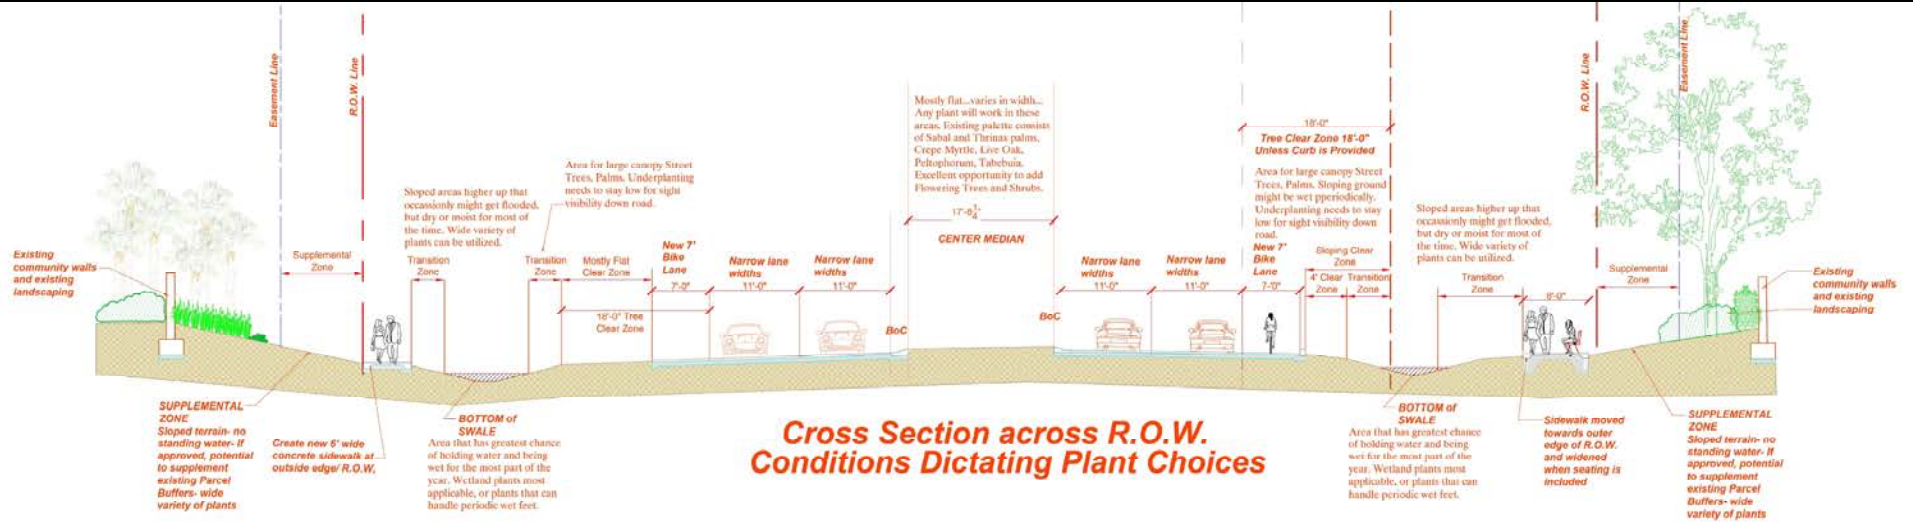 Easement Line
R.O.W. Line
R.O.W. Line
Easement Line
Existing
community walls
and existing
landscaping
Supplemental
Zone
Sloped areas higher up that
occassionly might get flooded,
but dry or moist for most of
the time. Wide variety of
plants can be utilized.
Transition
Zone
Area for large canopy Street
Trees, Palms. Underplanting
needs to stay low for sight
visibility down road.
Transition
Zone
Mostly Flat
Clear Zone
18'-0" Tree
Clear Zone
New 7'
Bike
Lane
7'-0"
Narrow lane
widths
11'-0"
Narrow lane
widths
11'-0"
BoC
Mostly flat...varies in width...
Any plant will work in these
areas. Existing palette consists
of Sabal and Thrinax palms,
Crepe Myrtle, Live Oak,
Peltophorum, Tabebuia.
Excellent opportunity to add
Flowering Trees and Shrubs.
CENTER MEDIAN
BoC
Narrow lane
widths
11'-0"
Narrow lane
widths
11'-0"
18'-0"
Tree Clear Zone 18'-0"
Unless Curb is Provided
Area for large canopy Street
Trees, Palms. Sloping ground
might be wet pperiodically.
Underplanting needs to stay
low for sight visibility down
road.
New 7'
Bike
Lane
7'-0"
Sloping Clear
Zone
4' Clear
Zone
Transition
Zone
Sloped areas higher up that
occassionly might get flooded,
but dry or moist for most of
the time. Wide variety of
plants can be utilized.
Transition
Zone
8'-0"
Supplemental
Zone
Existing
community walls
and existing
landscaping
SUPPLEMENTAL
ZONE
Sloped terrain- no
standing water- If
approved, potential
to supplement
existing Parcel
Buffers- wide
variety of plants
Create new 6' wide
concrete sidewalk at
outside edge/ R.O.W,
BOTTOM of
SWALE
Area that has greatest chance
of holding water and being
wet for the most part of the
year. Wetland plants most
applicable, or plants that can
handle periodic wet feet.
Cross Section across R.O.W.
Conditions Dictating Plant Choices
BOTTOM of
SWALE
Area that has greatest chance
of holding water and being
wet for the most part of the
year. Wetland plants most
applicable, or plants that can
handle periodic wet feet.
Sidewalk moved
towards outer
edge of R.O.W.
and widened
when seating is
included
SUPPLEMENTAL
ZONE
Sloped terrain- no
standing water- If
approved, potential
to supplement
existing Parcel
Buffers- wide
variety of plants